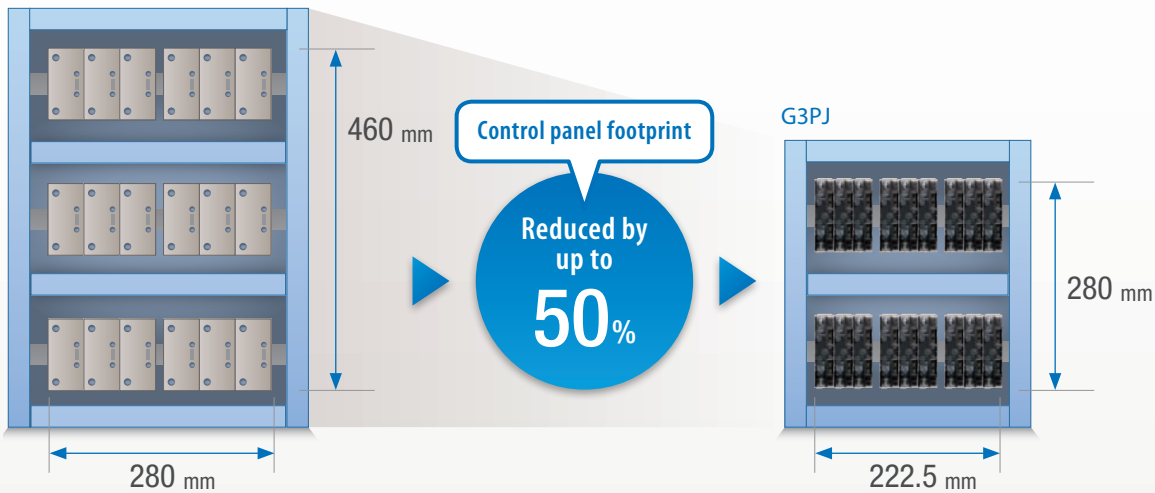 460 mm
280 mm
Control panel footprint
Reduced by
up to
50%
G3PJ
280 mm
222.5 mm